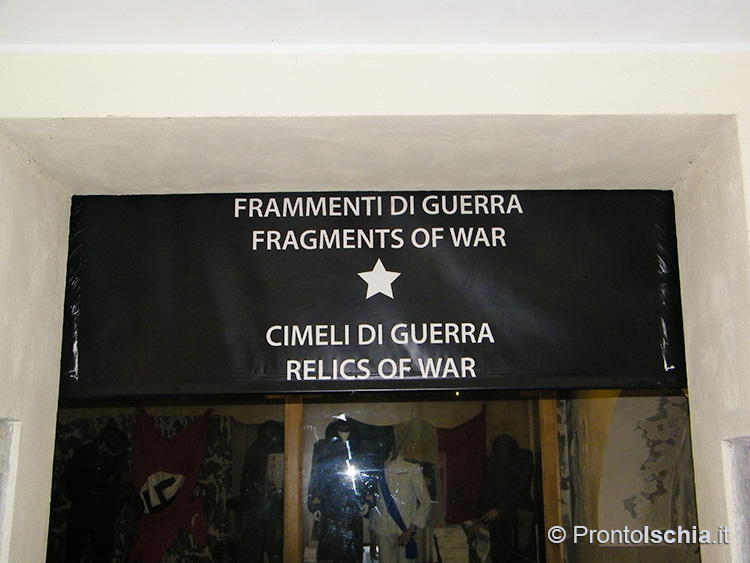 FRAMMENTI DI GUERRA
FRAGMENTS OF WAR
CIMELI DI GUERRA
RELICS OF WAR
© ProntoIschia.it